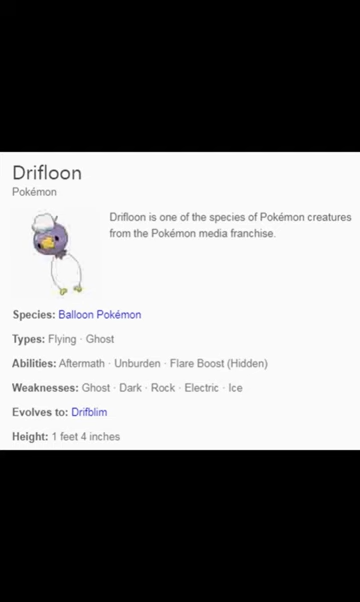 Drifloon
Pokémon
Drifloon is one of the species of Pokémon creatures
from the Pokémon media franchise.
Species: Balloon Pokémon
Types: Flying · Ghost
Abilities: Aftermath · Unburden · Flare Boost (Hidden)
Weaknesses: Ghost · Dark · Rock · Electric · Ice
Evolves to: Drifblim
Height: 1 feet 4 inches